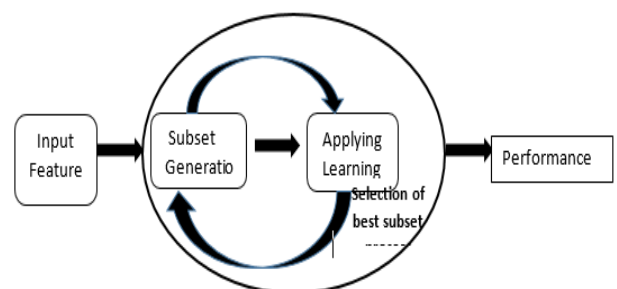 Input
Feature
Subset
Generatio
Applying
Learning
Selection of
best subset
Performance